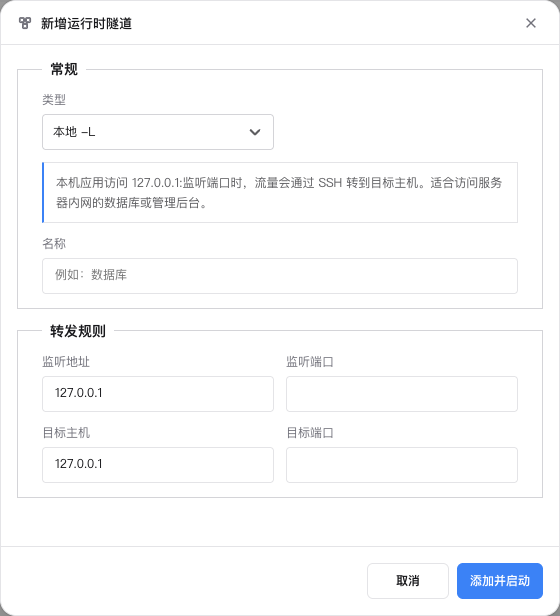 新增运行时隧道
常规
类型
本地 -L
本机应用访问 127.0.0.1:监听端口时，流量会通过 SSH 转到目标主机。适合访问服务
器内网的数据库或管理后台。
名称
例如：数据库
转发规则
监听地址 监听端口
127.0.0.1
目标主机 目标端口
127.0.0.1
取消 添加并启动